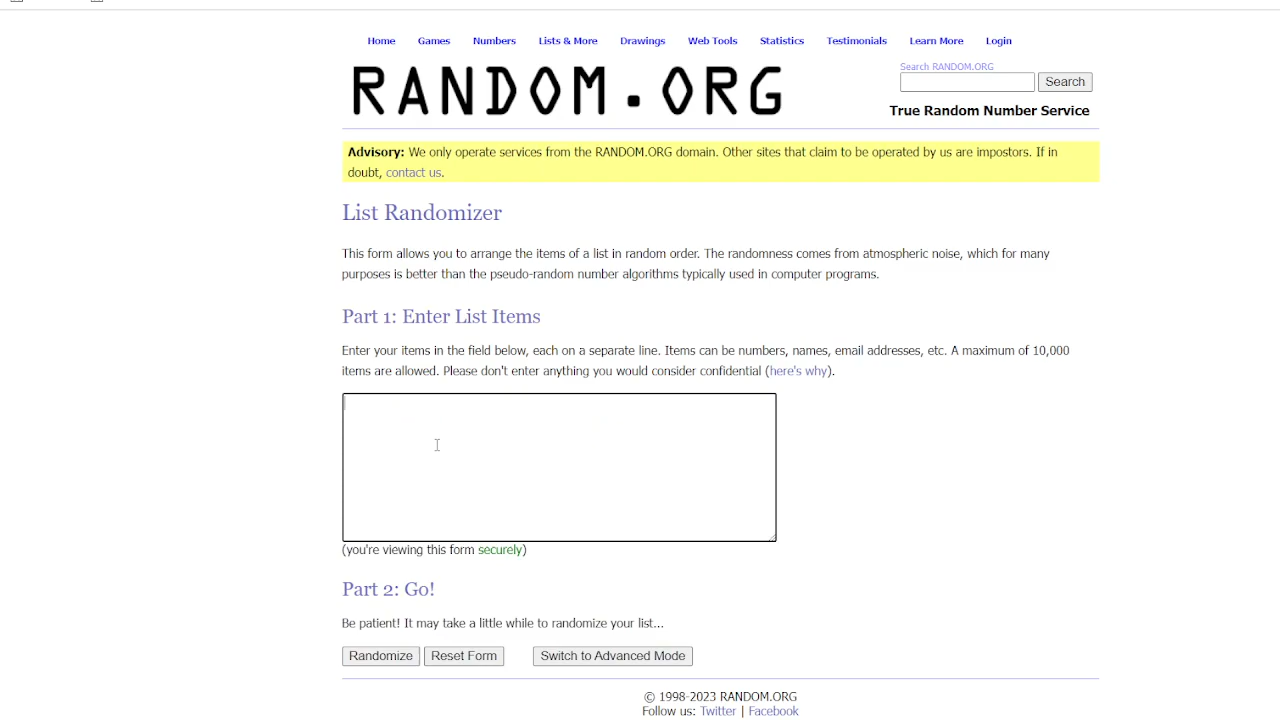 Home Games Numbers Lists & More Drawings Web Tools Statistics Testimonials Learn More Login
RANDOM.ORG
Search RANDOM.ORG
Search
True Random Number Service
Advisory: We only operate services from the RANDOM.ORG domain. Other sites that claim to be operated by us are impostors. If in
doubt, contact us.
List Randomizer
This form allows you to arrange the items of a list in random order. The randomness comes from atmospheric noise, which for many
purposes is better than the pseudo-random number algorithms typically used in computer programs.
Part 1: Enter List Items
Enter your items in the field below, each on a separate line. Items can be numbers, names, email addresses, etc. A maximum of 10,000
items are allowed. Please don't enter anything you would consider confidential (here's why).
(you're viewing this form securely)
Part 2: Go!
Be patient! It may take a little while to randomize your list...
Randomize Reset Form Switch to Advanced Mode
© 1998-2023 RANDOM.ORG
Follow us: Twitter | Facebook